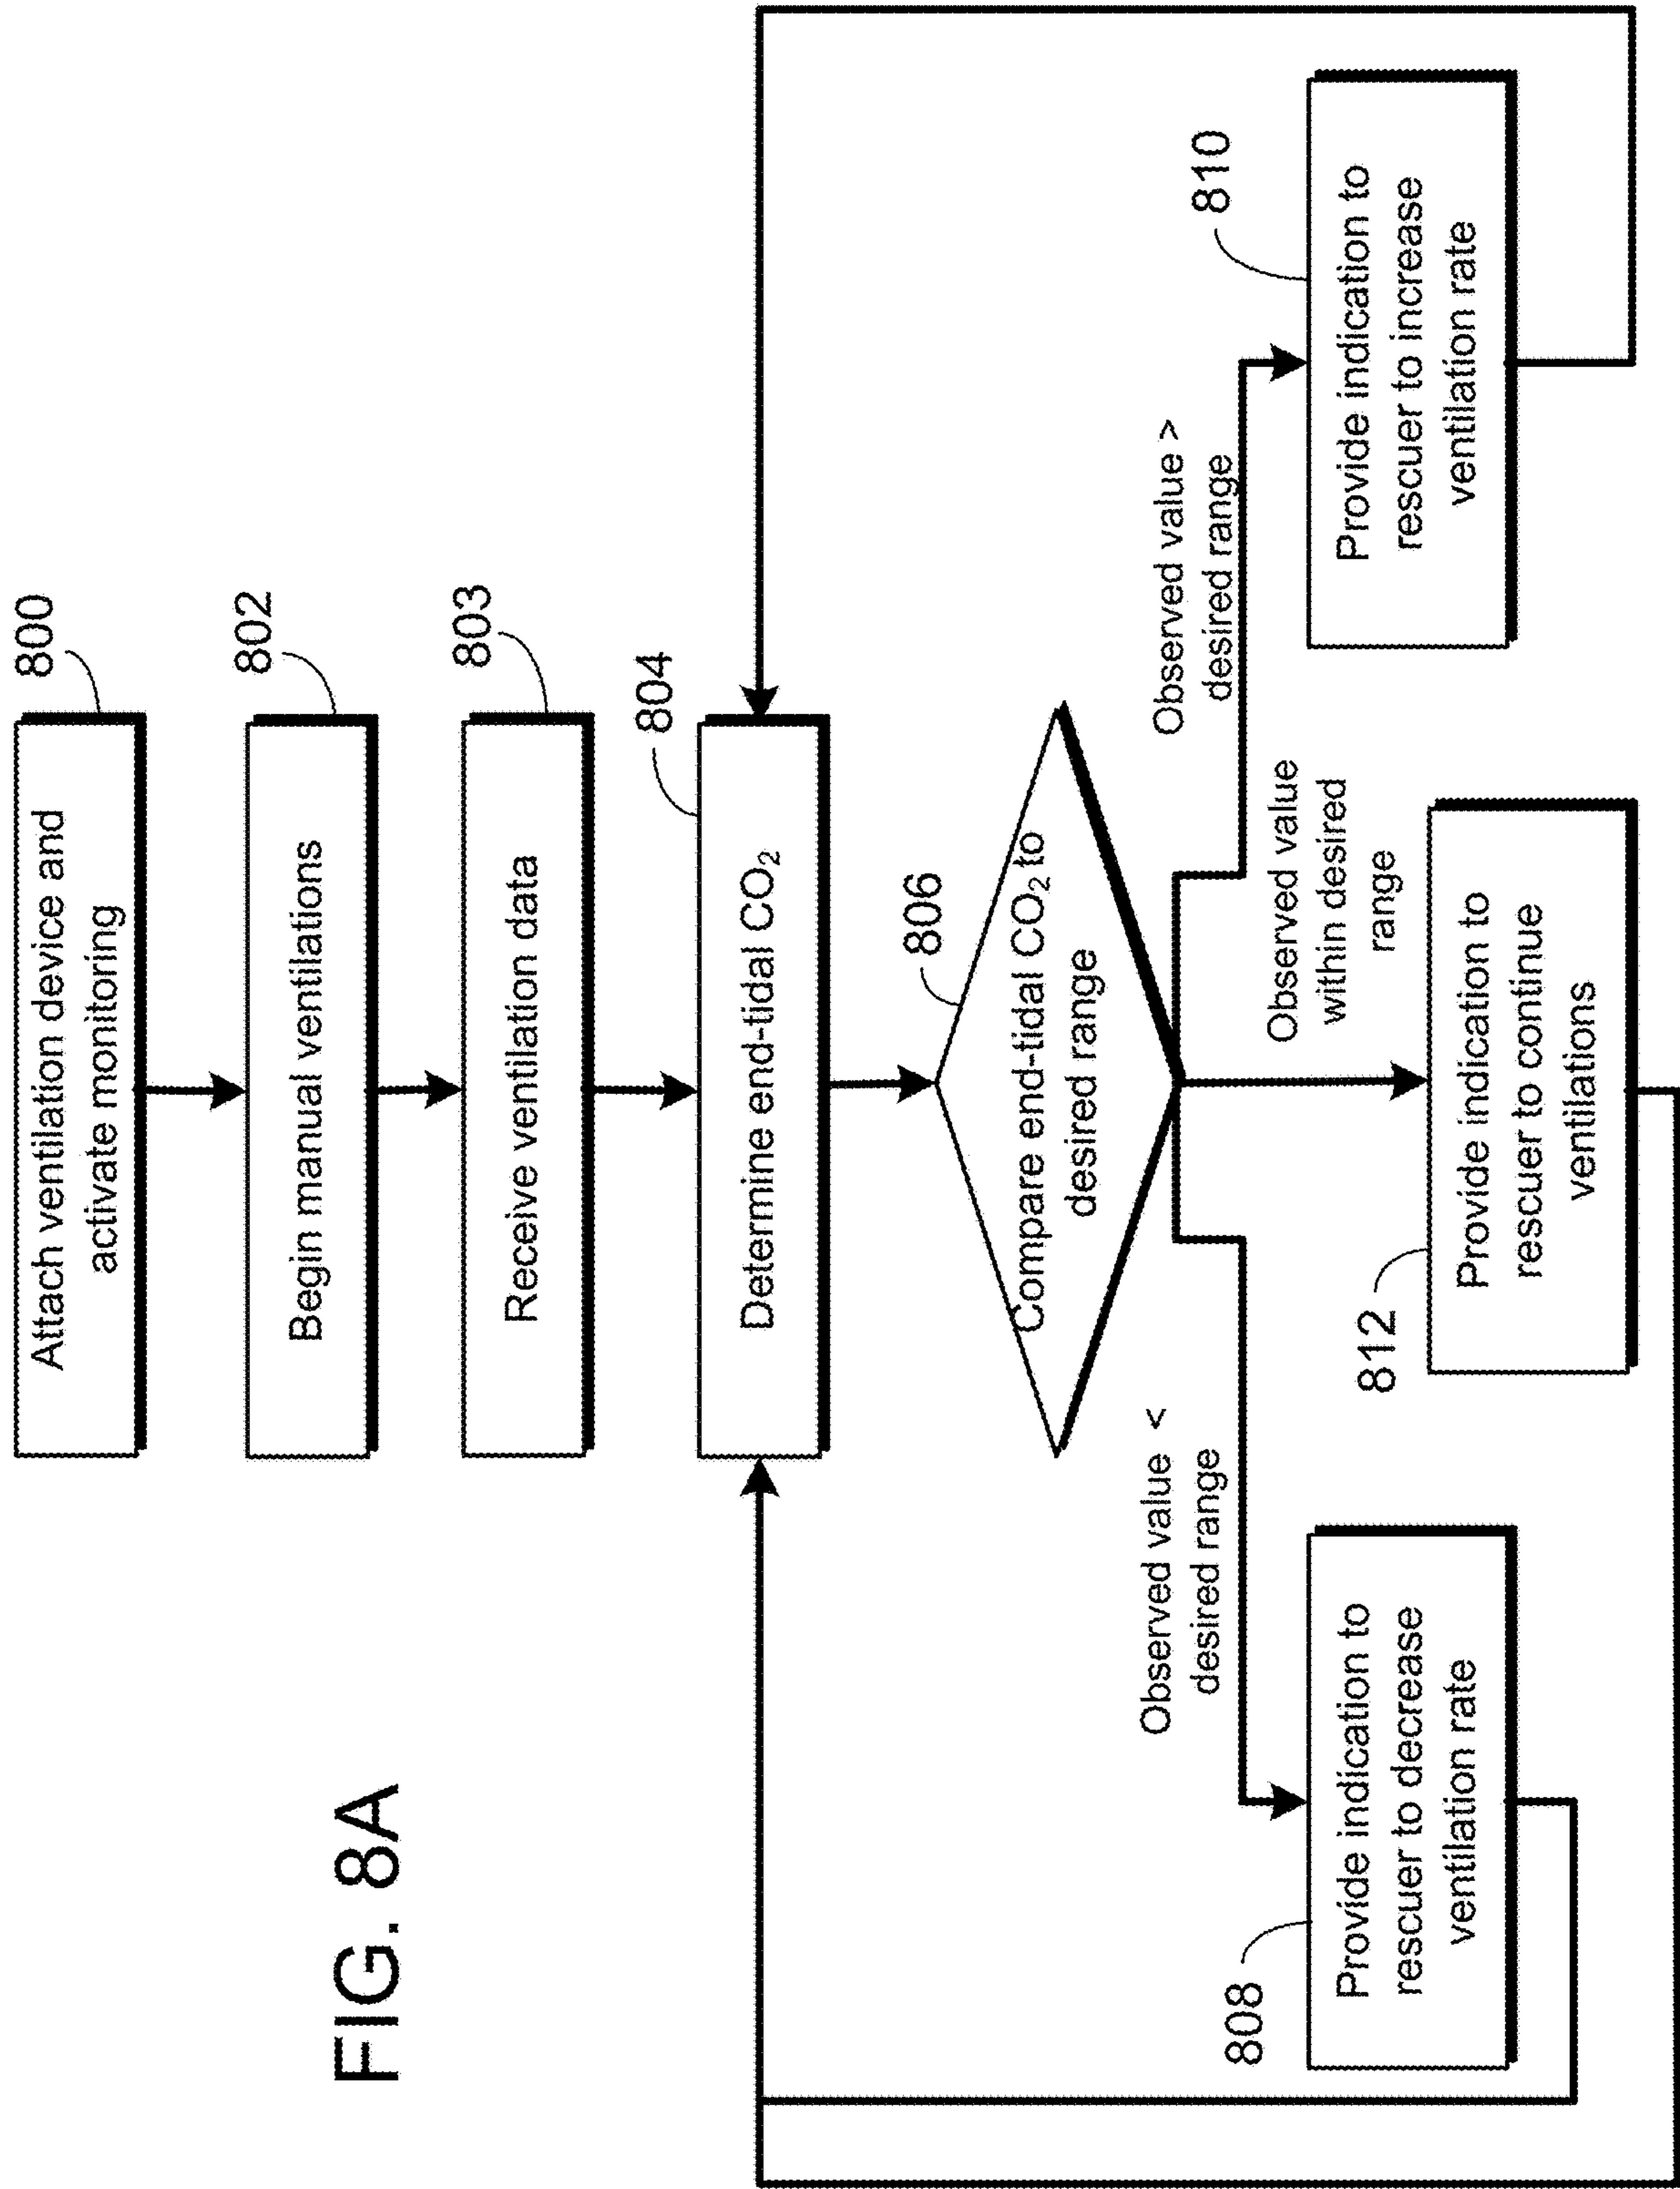 800
Attach ventilation device and
activate monitoring
802
Begin manual ventilations
803
Receive ventilation data
804
Determine end-tidal CO₂
806
Compare end-tidal CO₂ to
desired range
Observed value <
desired range
Observed value
within desired
range
Observed value >
desired range
808
Provide indication to
rescuer to decrease
ventilation rate
812
Provide indication to
rescuer to continue
ventilations
810
Provide indication to
rescuer to increase
ventilation rate
FIG. 8A